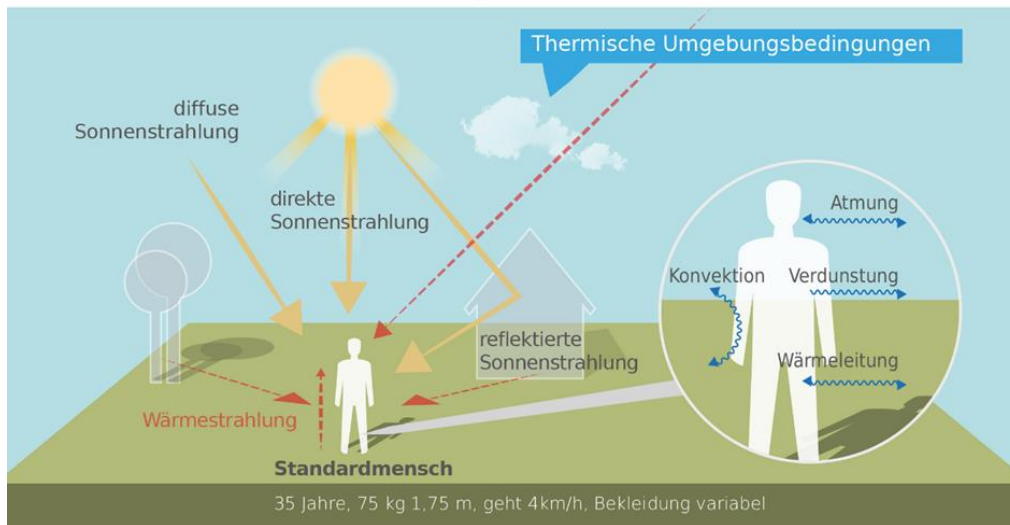 Thermische Umgebungsbedingungen
diffuse
Sonnenstrahlung
direkte
Sonnenstrahlung
Atmung
Konvektion
Verdunstung
reflektierte
Sonnenstrahlung
Wärmeleitung
Wärmestrahlung
Standardmensch
35 Jahre, 75 kg 1,75 m, geht 4km/h, Bekleidung variabel